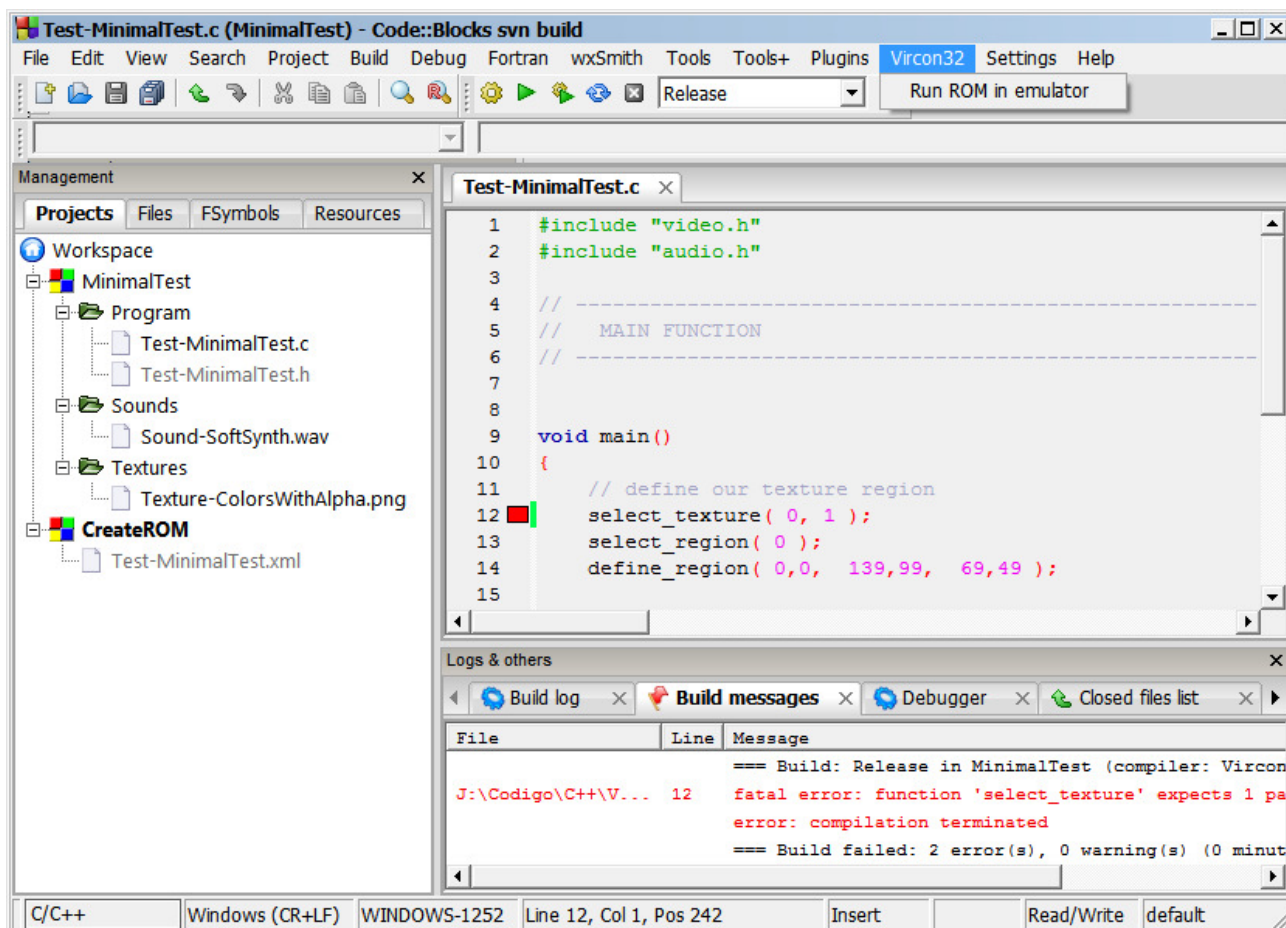 Test-MinimalTest.c (MinimalTest) - Code::Blocks svn build
File Edit View Search Project Build Debug Fortran wxSmith Tools Tools+ Plugins Vircon32 Settings Help
Release
Run ROM in emulator
Management
Projects Files FSymbols Resources
Workspace
MinimalTest
Program
Test-MinimalTest.c
Test-MinimalTest.h
Sounds
Sound-SoftSynth.wav
Textures
Texture-ColorsWithAlpha.png
CreateROM
Test-MinimalTest.xml
Test-MinimalTest.c
1 #include "video.h"
2 #include "audio.h"
3
4 // ------------------------------------------------------
5 //   MAIN FUNCTION
6 // ------------------------------------------------------
7
8
9 void main()
10 {
11     // define our texture region
12     select_texture( 0, 1 );
13     select_region( 0 );
14     define_region( 0,0,  139,99,  69,49 );
15
Logs & others
Build log Build messages Debugger Closed files list
File Line Message
=== Build: Release in MinimalTest (compiler: Vircon
J:\Codigo\C++\V... 12 fatal error: function 'select_texture' expects 1 pa
error: compilation terminated
=== Build failed: 2 error(s), 0 warning(s) (0 minut
C/C++ Windows (CR+LF) WINDOWS-1252 Line 12, Col 1, Pos 242 Insert Read/Write default